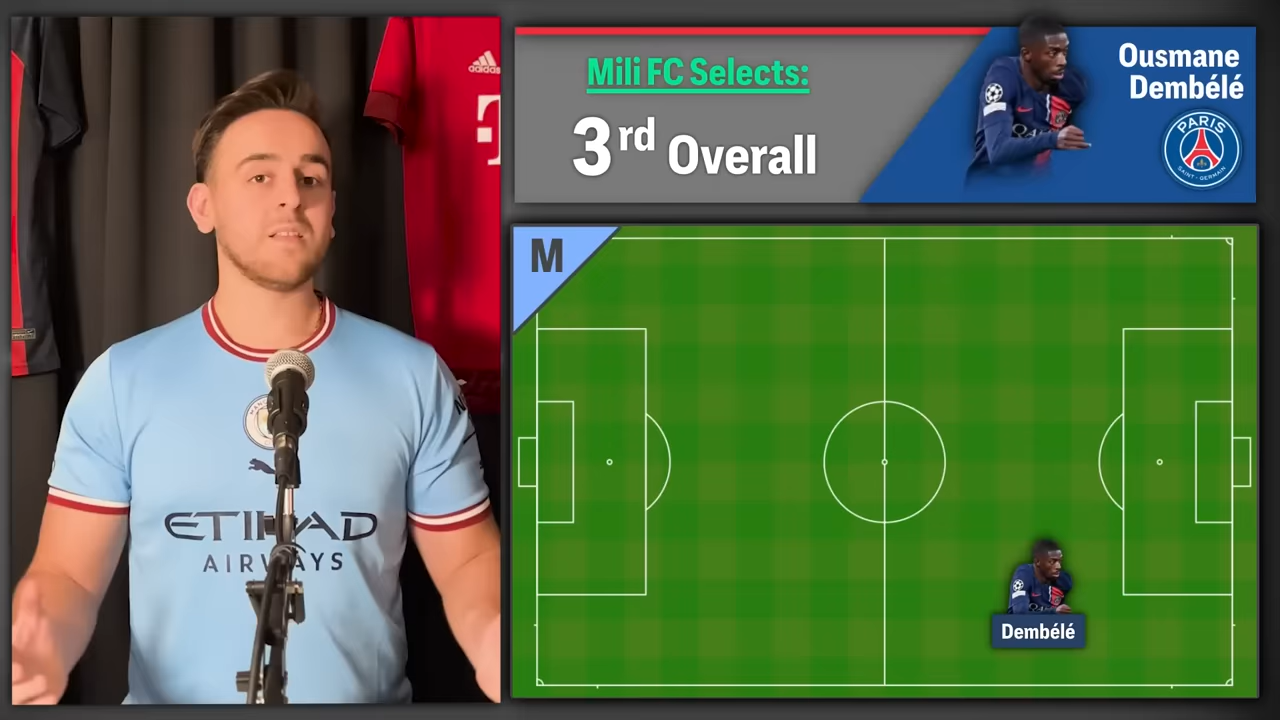 adidas
T
ETIHAD
AIRWAYS
Mili FC Selects:
3rd Overall
Ousmane
Dembélé
PARIS
SAINT-GERMAIN
M
Dembélé